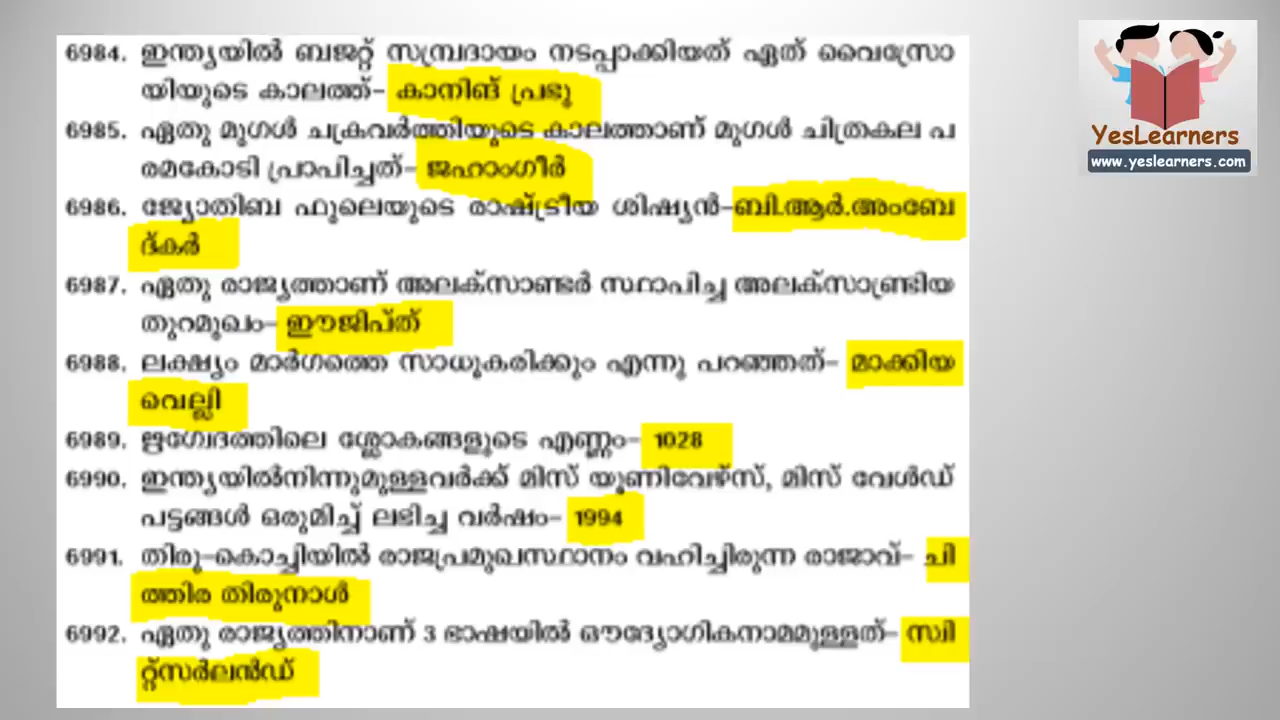 6984. ഇന്ത്യയിൽ ബജറ്റ് സമ്പ്രദായം നടപ്പാക്കിയത് ഏത് വൈസ്രോ
യിയുടെ കാലത്ത്- കാനിങ് പ്രഭു
6985. ഏതു മുഗൾ ചക്രവർത്തിയുടെ കാലത്താണ് മുഗൾ ചിത്രകല പ
രമകോടി പ്രാപിച്ചത്- ജഹാംഗീർ
6986. ജ്യോതിബ ഫുലെയുടെ രാഷ്ട്രീയ ശിഷ്യൻ-ബി.ആർ.അംബേ
ദ്കർ
6987. ഏതു രാജ്യത്താണ് അലക്സാണ്ടർ സ്ഥാപിച്ച അലക്സാണ്ട്രിയ
തുറമുഖം- ഈജിപ്ത്
6988. ലക്ഷ്യം മാർഗത്തെ സാധൂകരിക്കും എന്നു പറഞ്ഞത്- മാക്കിയ
വെല്ലി
6989. ഋഗ്വേദത്തിലെ ശ്ലോകങ്ങളുടെ എണ്ണം- 1028
6990. ഇന്ത്യയിൽനിന്നുമുള്ളവർക്ക് മിസ് യൂണിവേഴ്സ്, മിസ് വേൾഡ്
പട്ടങ്ങൾ ഒരുമിച്ച് ലഭിച്ച വർഷം- 1994
6991. തിരു-കൊച്ചിയിൽ രാജപ്രമുഖസ്ഥാനം വഹിച്ചിരുന്ന രാജാവ്- ചി
ത്തിര തിരുനാൾ
6992. ഏതു രാജ്യത്തിനാണ് 3 ഭാഷയിൽ ഔദ്യോഗികനാമമുള്ളത്- സ്വി
റ്റ്സർലൻഡ്
YesLearners
www.yeslearners.com